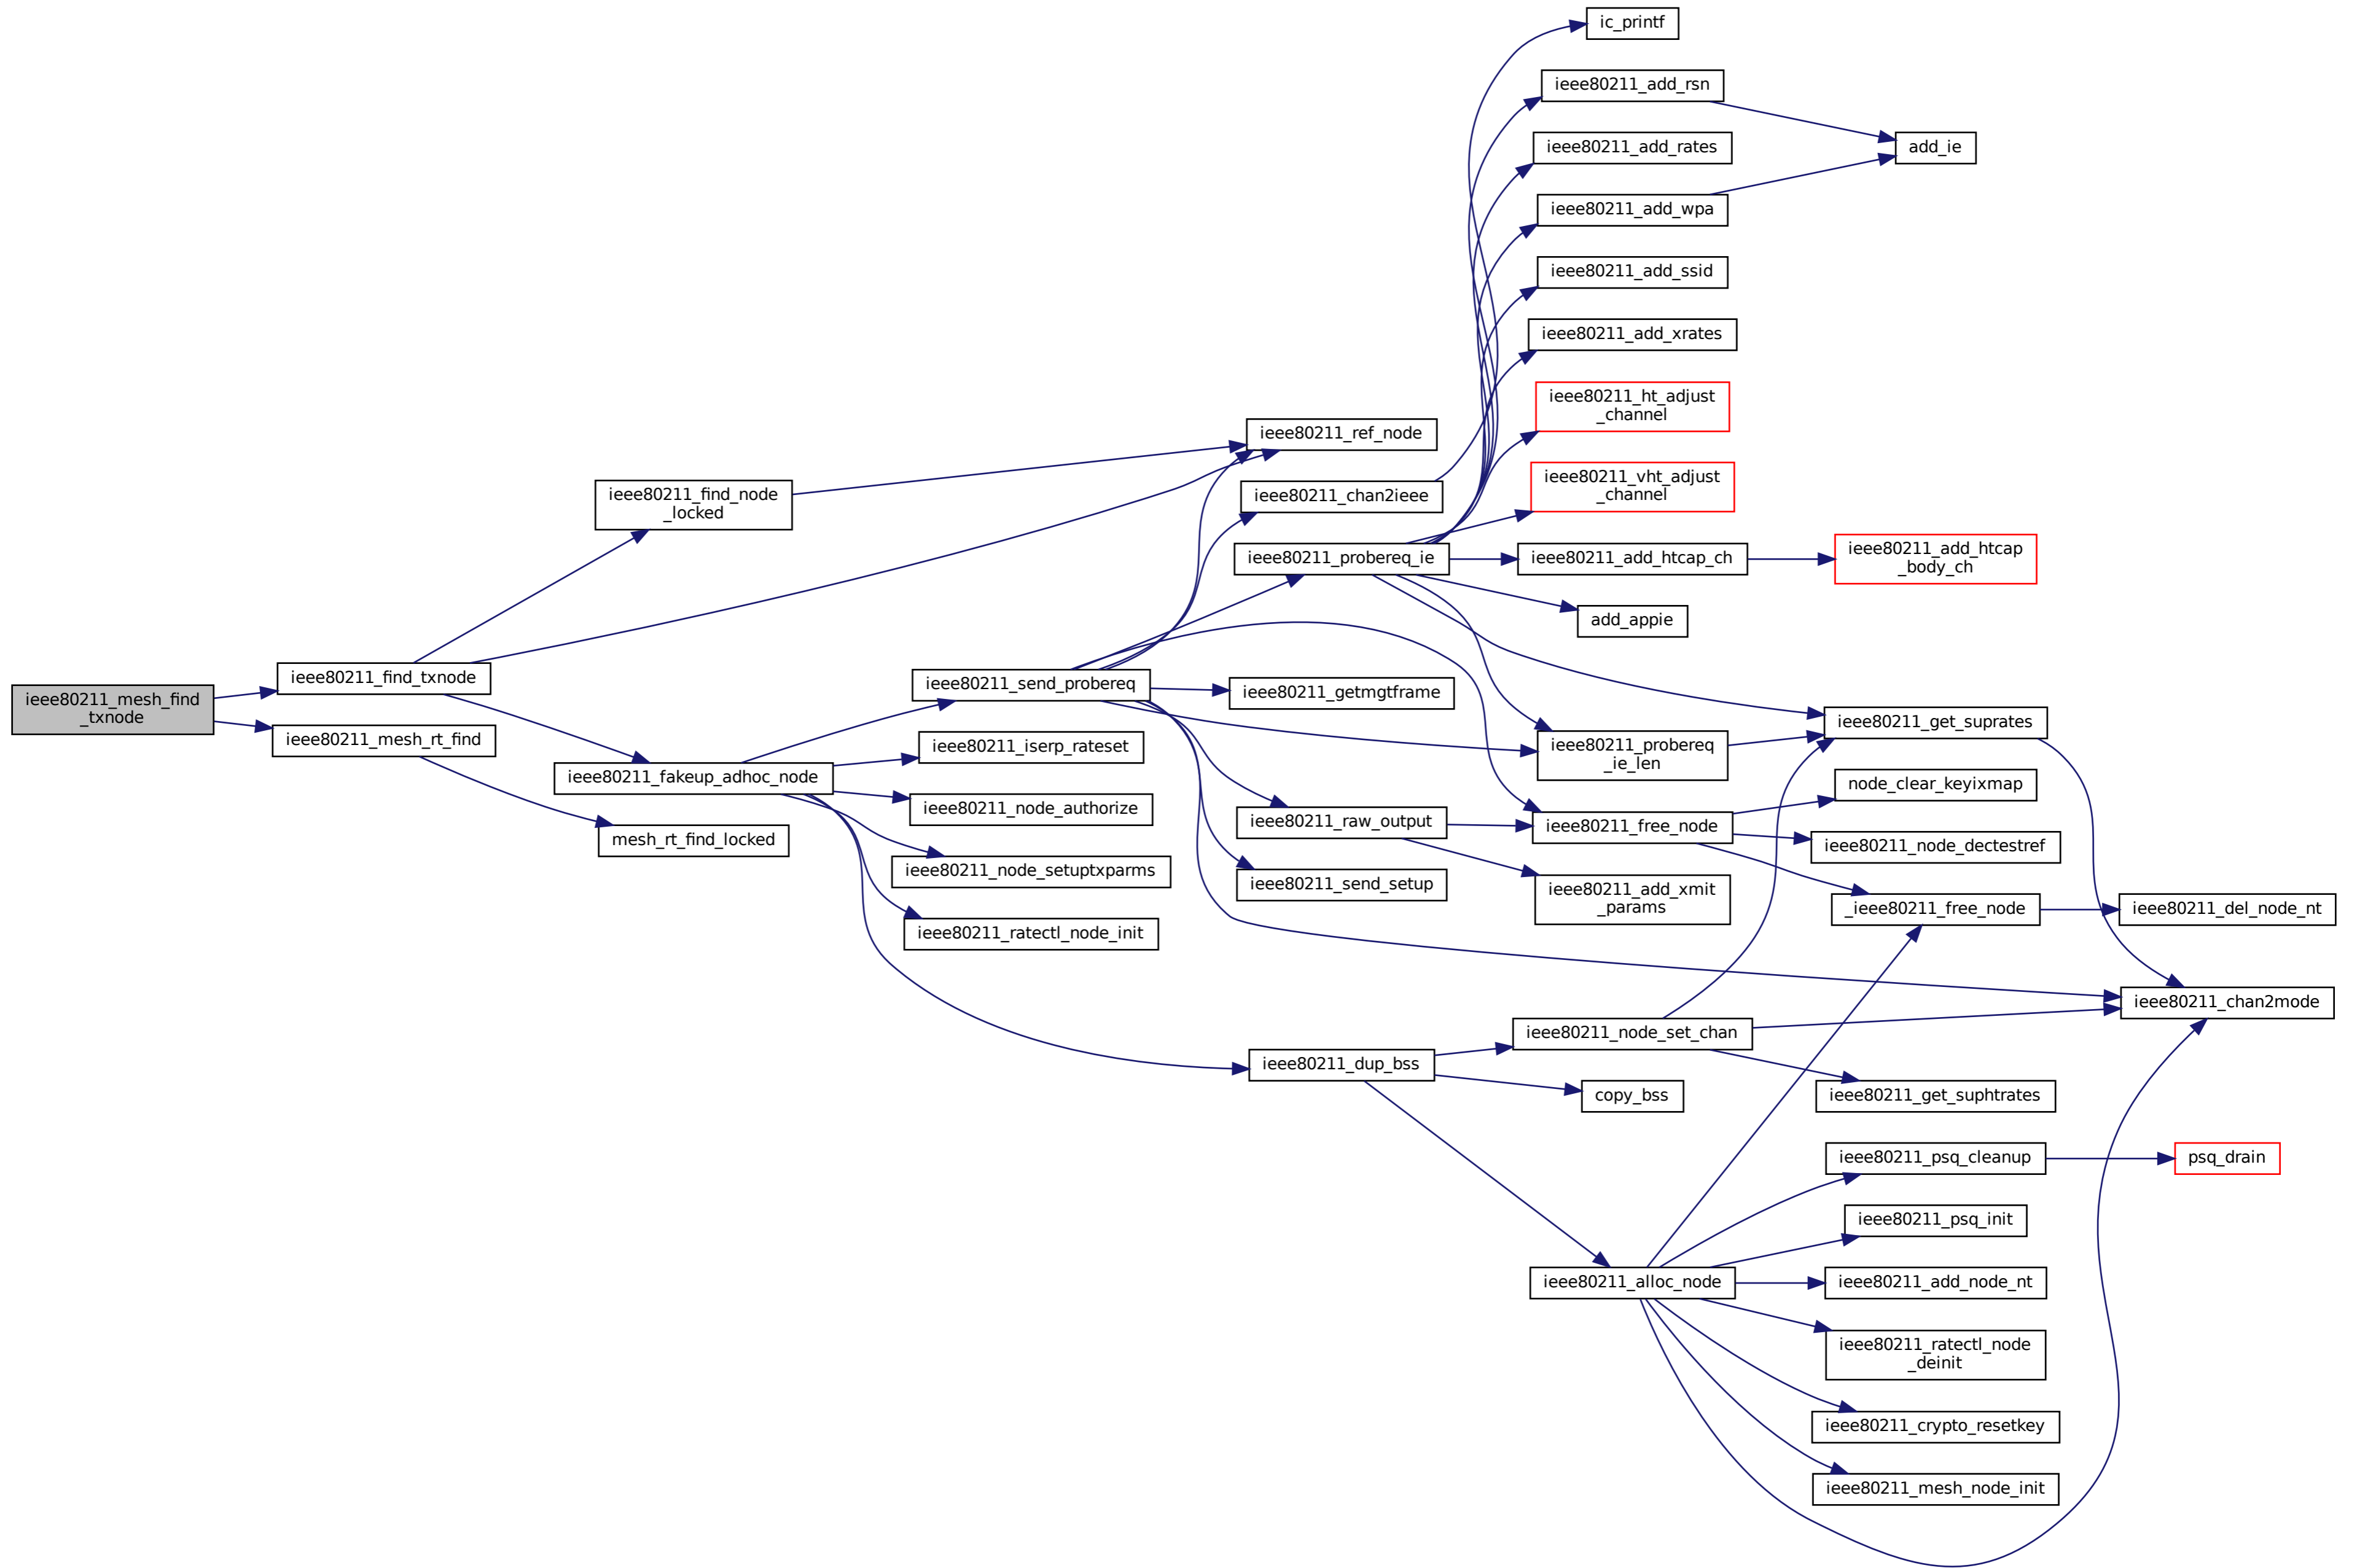 ieee80211_mesh_find
_txnode
ieee80211_find_txnode
ieee80211_mesh_rt_find
ieee80211_find_node
_locked
ieee80211_fakeup_adhoc_node
mesh_rt_find_locked
ieee80211_send_probereq
ieee80211_iserp_rateset
ieee80211_node_authorize
ieee80211_node_setuptxparms
ieee80211_ratectl_node_init
ieee80211_ref_node
ieee80211_chan2ieee
ieee80211_probereq_ie
ieee80211_getmgtframe
ieee80211_raw_output
ieee80211_send_setup
ieee80211_dup_bss
ic_printf
ieee80211_add_rsn
ieee80211_add_rates
ieee80211_add_wpa
ieee80211_add_ssid
ieee80211_add_xrates
ieee80211_ht_adjust
_channel
ieee80211_vht_adjust
_channel
ieee80211_add_htcap_ch
add_appie
ieee80211_probereq
_ie_len
ieee80211_free_node
ieee80211_add_xmit
_params
ieee80211_node_set_chan
copy_bss
ieee80211_alloc_node
add_ie
ieee80211_add_htcap
_body_ch
ieee80211_get_suprates
node_clear_keyixmap
ieee80211_node_dectestref
_ieee80211_free_node
ieee80211_get_suphtrates
ieee80211_psq_cleanup
ieee80211_psq_init
ieee80211_add_node_nt
ieee80211_ratectl_node
_deinit
ieee80211_crypto_resetkey
ieee80211_mesh_node_init
ieee80211_del_node_nt
ieee80211_chan2mode
psq_drain